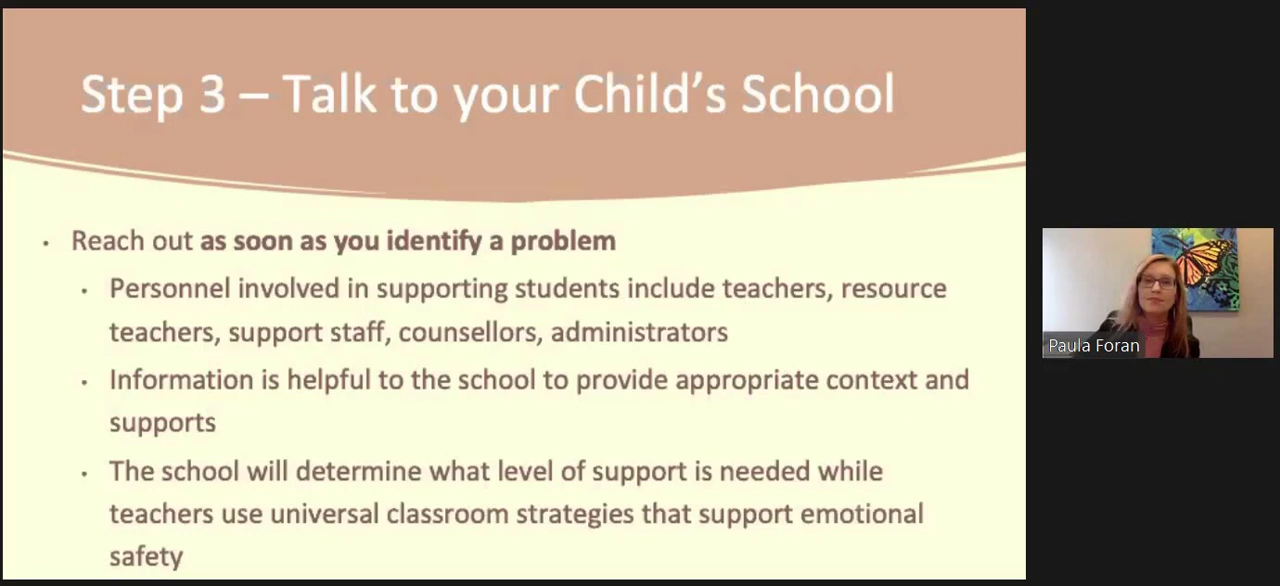 Step 3 – Talk to your Child's School
• Reach out as soon as you identify a problem
• Personnel involved in supporting students include teachers, resource
teachers, support staff, counsellors, administrators
• Information is helpful to the school to provide appropriate context and
supports
• The school will determine what level of support is needed while
teachers use universal classroom strategies that support emotional
safety
Paula Foran